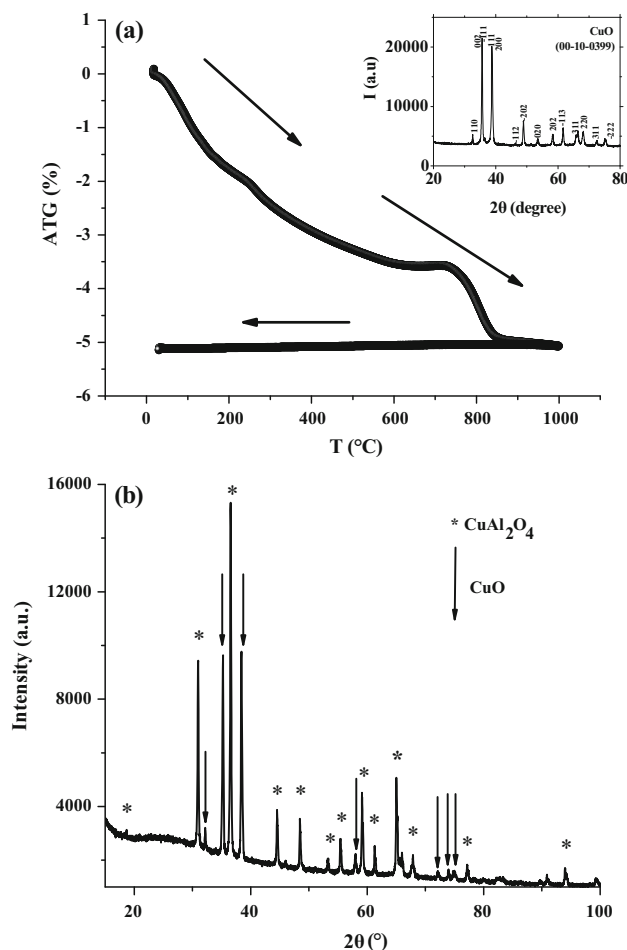 (a)
0
-1
-2
-3
-4
-5
-6
ATG (%)
0 200 400 600 800 1000
T (°C)
CuO
(00-10-0399)
20000
10000
0
I (a.u)
110
002
-111
111
200
-112
-202
-020
202
-113
-311
220
311
-222
20 40 60 80
2θ (degree)
(b)
16000
12000
8000
4000
Intensity (a.u.)
* CuAl2O4
CuO
* * * * * * * * * * * * *
20 40 60 80 100
2θ (°)